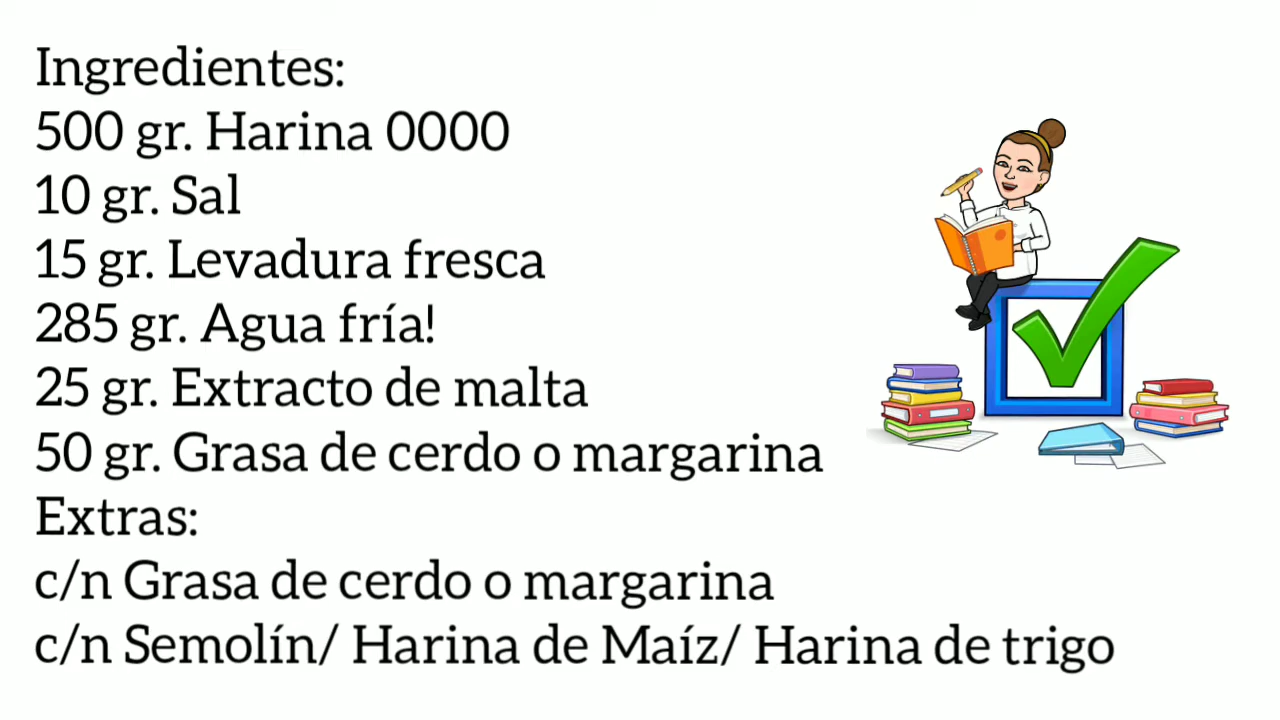 Ingredientes:
500 gr. Harina 0000
10 gr. Sal
15 gr. Levadura fresca
285 gr. Agua fría!
25 gr. Extracto de malta
50 gr. Grasa de cerdo o margarina
Extras:
c/n Grasa de cerdo o margarina
c/n Semolín/ Harina de Maíz/ Harina de trigo